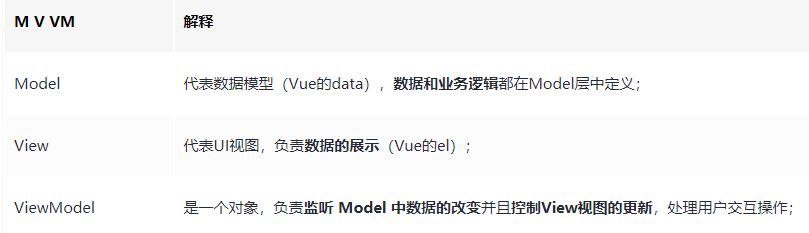 M V VM 解释
Model 代表数据模型（Vue的data），数据和业务逻辑都在Model层中定义；
View 代表UI视图，负责数据的展示（Vue的el）；
ViewModel 是一个对象，负责监听 Model 中数据的改变并且控制View视图的更新，处理用户交互操作；